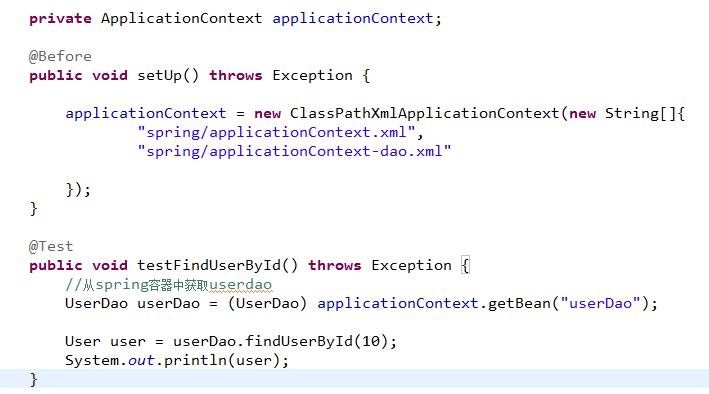 private ApplicationContext applicationContext;
@Before
public void setUp() throws Exception {
applicationContext = new ClassPathXmlApplicationContext(new String[]{
"spring/applicationContext.xml",
"spring/applicationContext-dao.xml"
});
}
@Test
public void testFindUserById() throws Exception {
//从spring容器中获取userdao
UserDao userDao = (UserDao) applicationContext.getBean("userDao");
User user = userDao.findUserById(10);
System.out.println(user);
}